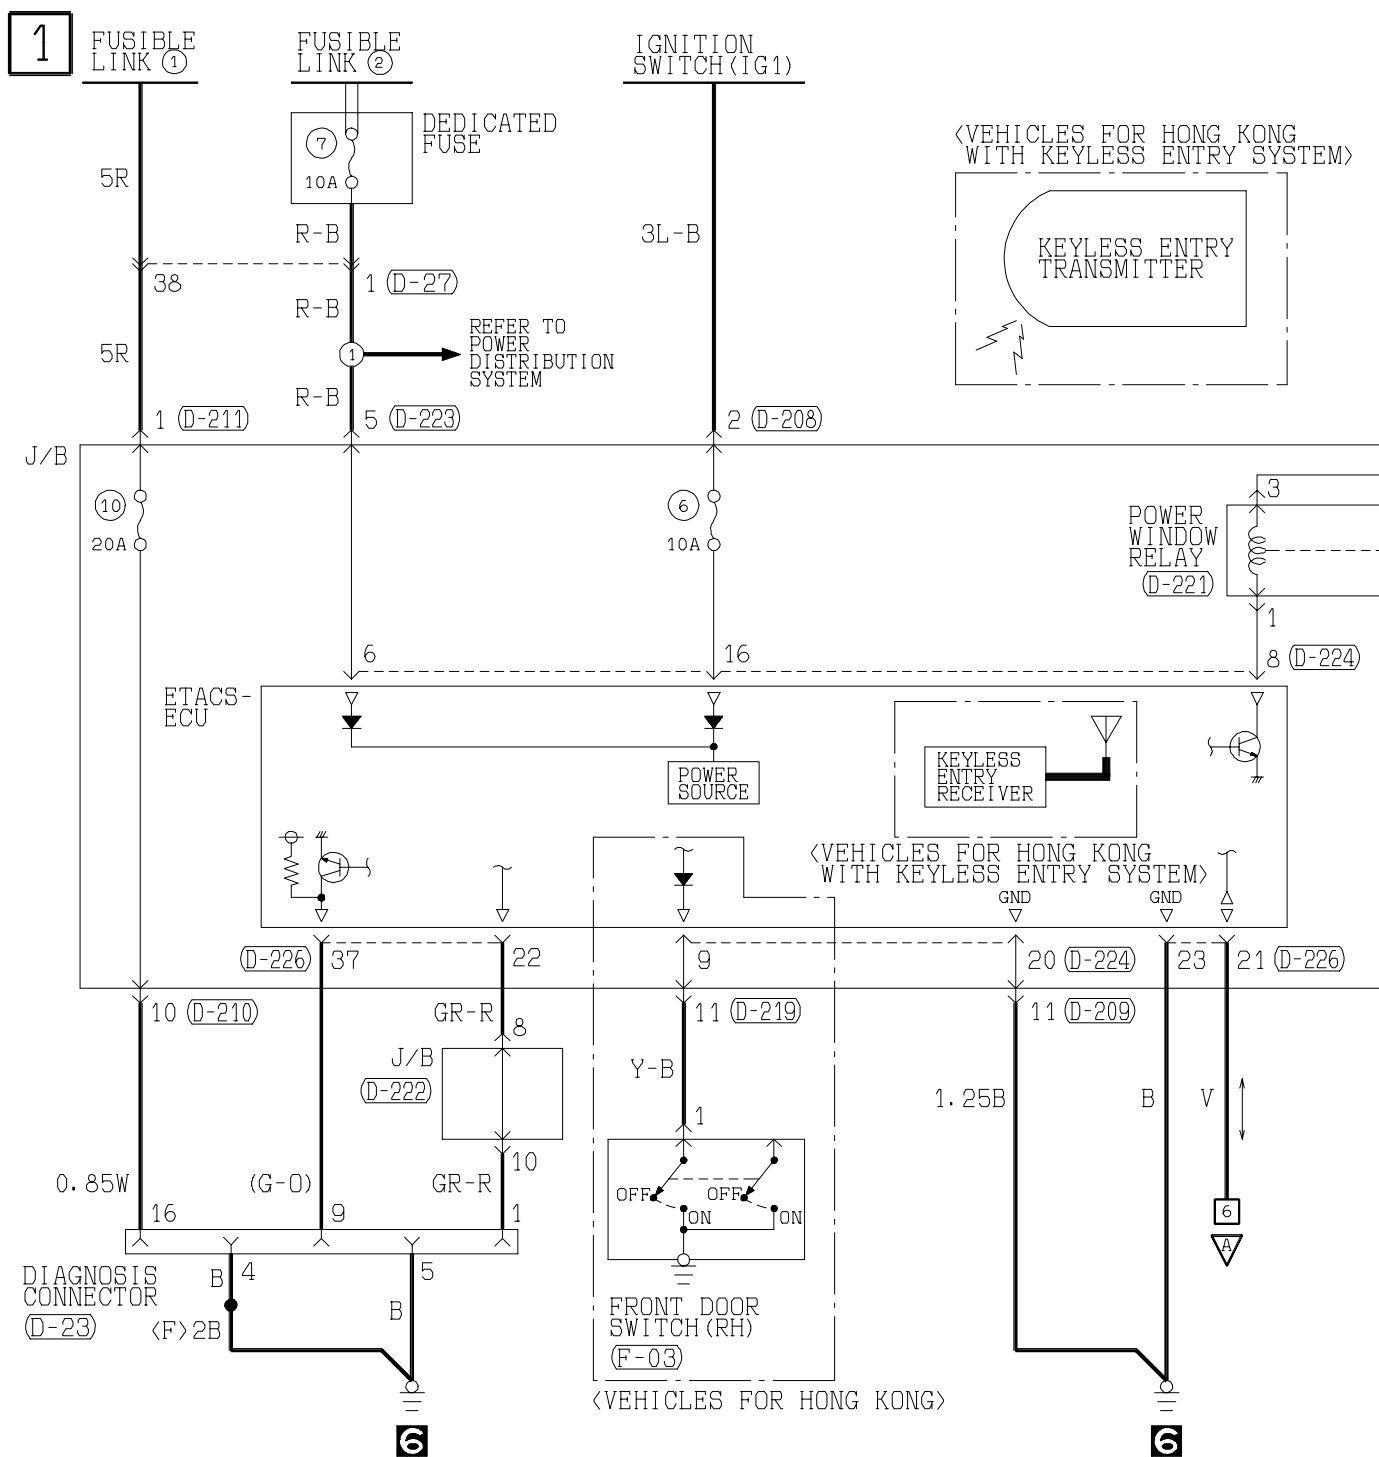 1
FUSIBLE
LINK ①
FUSIBLE
LINK ②
IGNITION
SWITCH(IG1)
7
10A
DEDICATED
FUSE
<VEHICLES FOR HONG KONG
WITH KEYLESS ENTRY SYSTEM>
KEYLESS ENTRY
TRANSMITTER
5R
R-B
3L-B
38
1 (D-27)
R-B
5R
1
REFER TO
POWER
DISTRIBUTION
SYSTEM
R-B
1 (D-211)
5 (D-223)
2 (D-208)
J/B
10
20A
6
10A
3
POWER
WINDOW
RELAY
(D-221)
1
6
16
8 (D-224)
ETACS-
ECU
POWER
SOURCE
KEYLESS
ENTRY
RECEIVER
<VEHICLES FOR HONG KONG
WITH KEYLESS ENTRY SYSTEM>
GND
GND
(D-226) 37
22
9
20 (D-224)
23
21 (D-226)
10 (D-210)
GR-R
8
11 (D-219)
11 (D-209)
J/B
(D-222)
Y-B
1
1.25B
B
V
10
0.85W
(G-O)
GR-R
16
9
1
OFF
OFF
ON
ON
6
A
DIAGNOSIS
CONNECTOR
(D-23)
B
4
5
<F>2B
B
FRONT DOOR
SWITCH(RH)
(F-03)
<VEHICLES FOR HONG KONG>
6
6